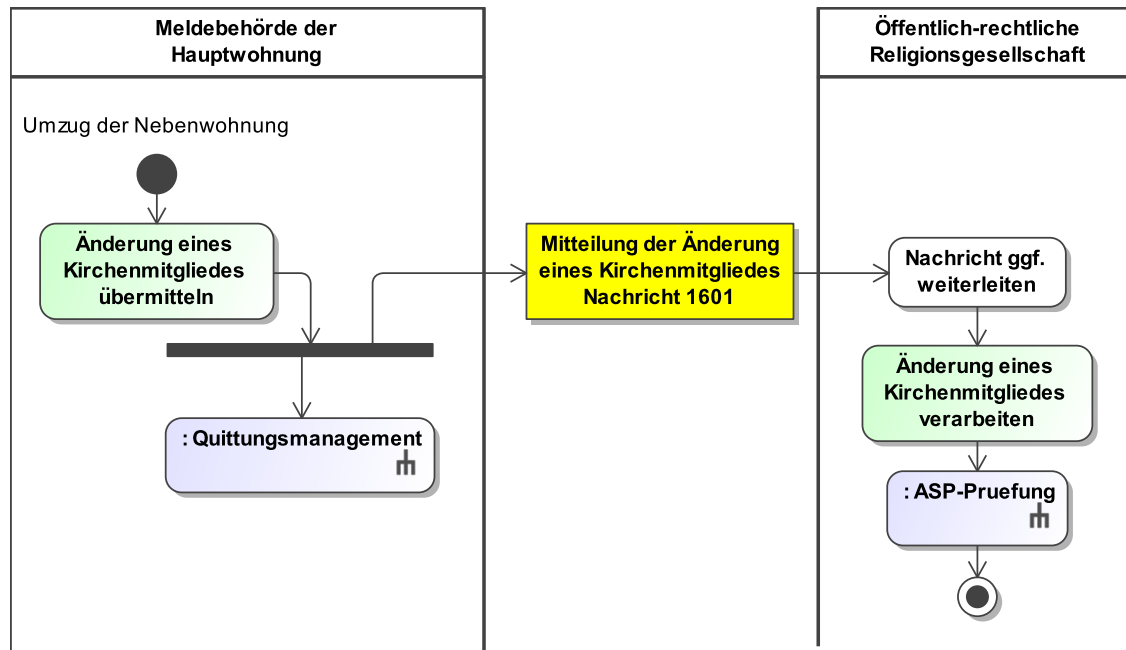 Meldebehörde der
Hauptwohnung
Öffentlich-rechtliche
Religionsgesellschaft
Umzug der Nebenwohnung
Änderung eines
Kirchenmitgliedes
übermitteln
: Quittungsmanagement
Mitteilung der Änderung
eines Kirchenmitgliedes
Nachricht 1601
Nachricht ggf.
weiterleiten
Änderung eines
Kirchenmitgliedes
verarbeiten
: ASP-Pruefung